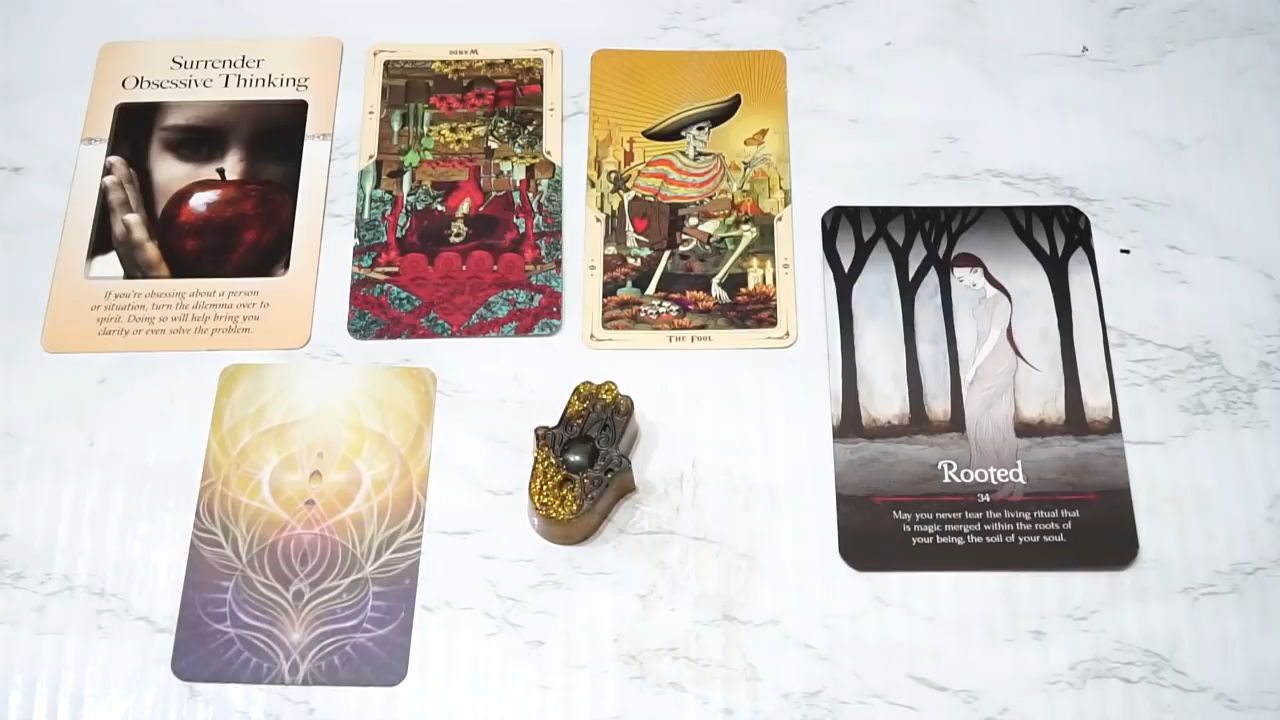 Surrender
Obsessive Thinking
If you're obsessing about a person
or situation, turn the dilemma over to
spirit. Doing so will help bring you
clarity or even solve the problem.
WANDS
THE FOOL
Rooted
34
May you never tear the living ritual that
is magic merged within the roots of
your being, the soil of your soul.